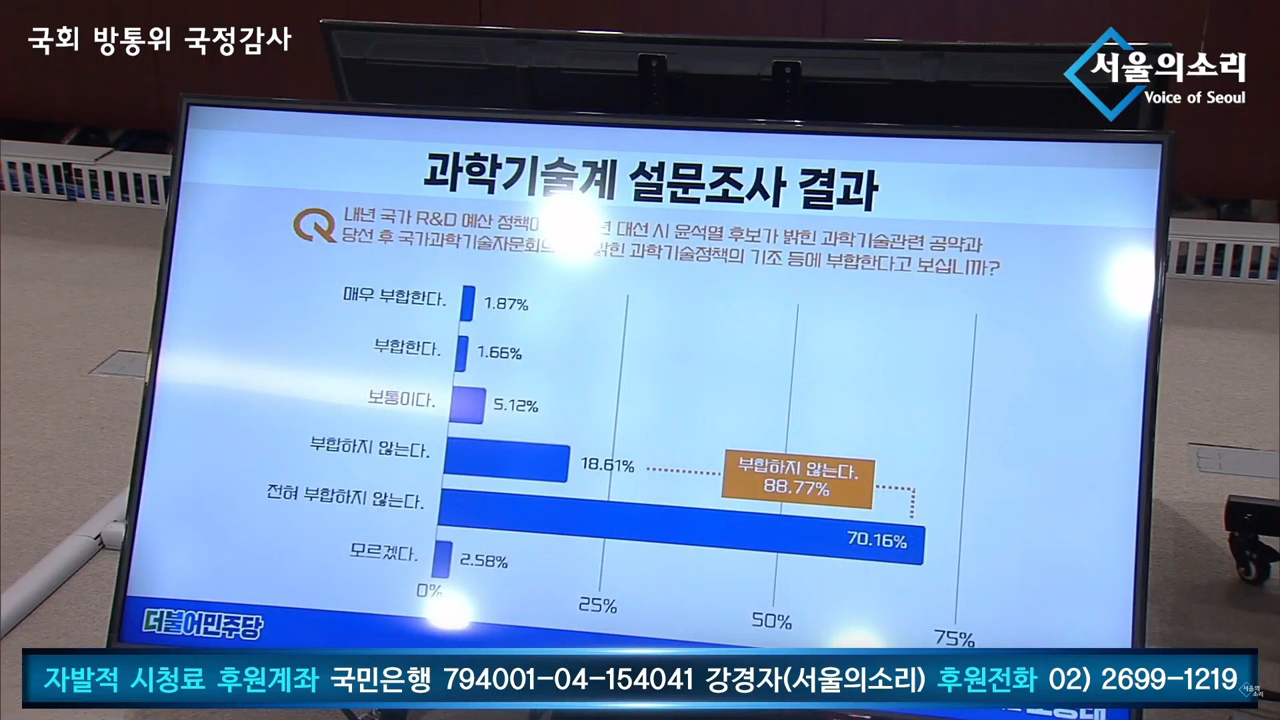 국회 방통위 국정감사
서울의소리
Voice of Seoul
과학기술계 설문조사 결과
Q 내년 국가 R&D 예산 정책이 대선 시 윤석열 후보가 밝힌 과학기술관련 공약과
당선 후 국가과학기술자문회의 밝힌 과학기술정책의 기조 등에 부합한다고 보십니까?
매우 부합한다. 1.87%
부합한다. 1.66%
보통이다. 5.12%
부합하지 않는다. 18.61%
부합하지 않는다.
88.77%
전혀 부합하지 않는다. 70.16%
모르겠다. 2.58%
0% 25% 50% 75%
더불어민주당
자발적 시청료 후원계좌 국민은행 794001-04-154041 강경자(서울의소리) 후원전화 02) 2699-1219
서울의
소리